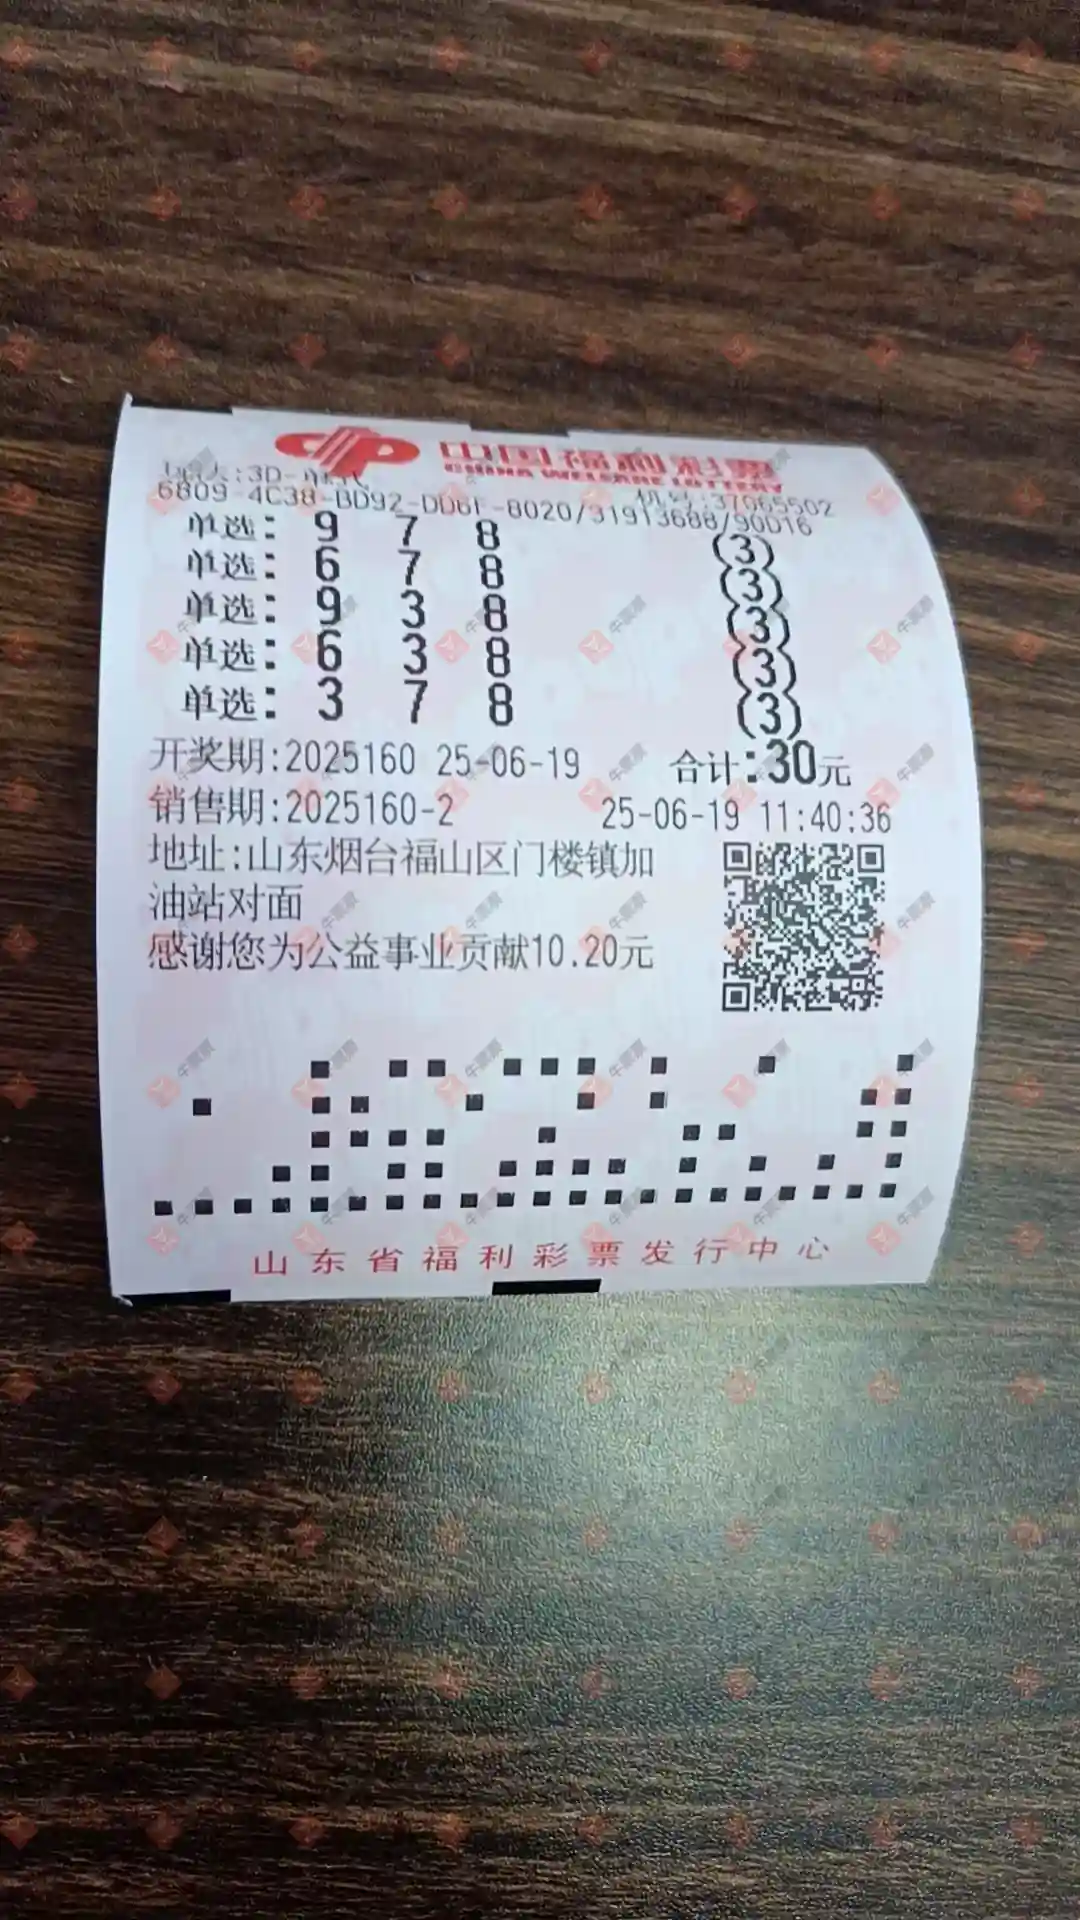 中国福利彩票
CHINA WELFARE LOTTERY
3D-
机号:37065502
6809-4C38-BD92-DD6F-8020/31913688/90D16
单选: 9 7 8 (3)
单选: 6 7 8 (3)
单选: 9 3 8 (3)
单选: 6 3 8 (3)
单选: 3 7 8 (3)
开奖期:2025160 25-06-19 合计:30元
销售期:2025160-2 25-06-19 11:40:36
地址:山东烟台福山区门楼镇加
油站对面
感谢您为公益事业贡献10.20元
山东省福利彩票发行中心